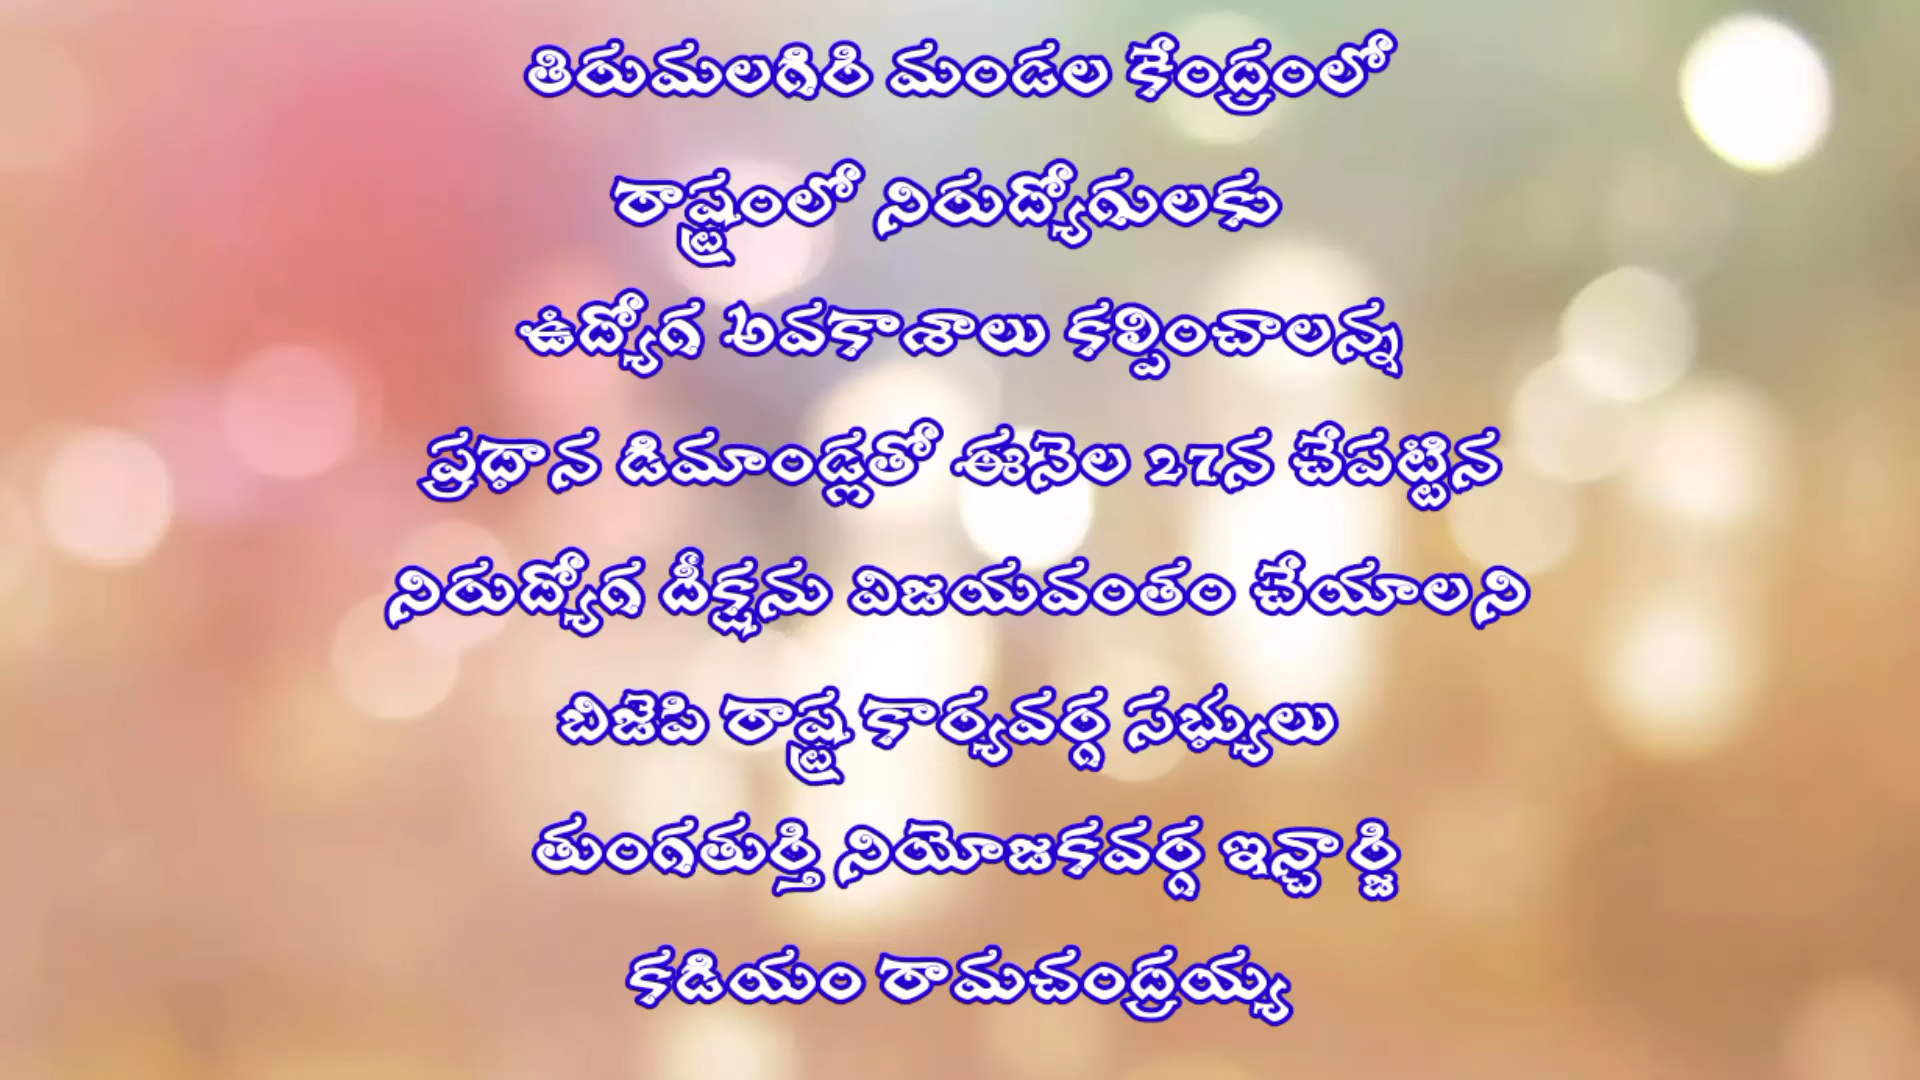 తిరుమలగిరి మండల కేంద్రంలో
రాష్ట్రంలో నిరుద్యోగులకు
ఉద్యోగ అవకాశాలు కల్పించాలన్న
ప్రధాన డిమాండ్లతో ఈనెల 27న చేపట్టిన
నిరుద్యోగ దీక్షను విజయవంతం చేయాలని
బిజెపి రాష్ట్ర కార్యవర్గ సభ్యులు
తుంగతుర్తి నియోజకవర్గ ఇన్చార్జి
కడియం రామచంద్రయ్య